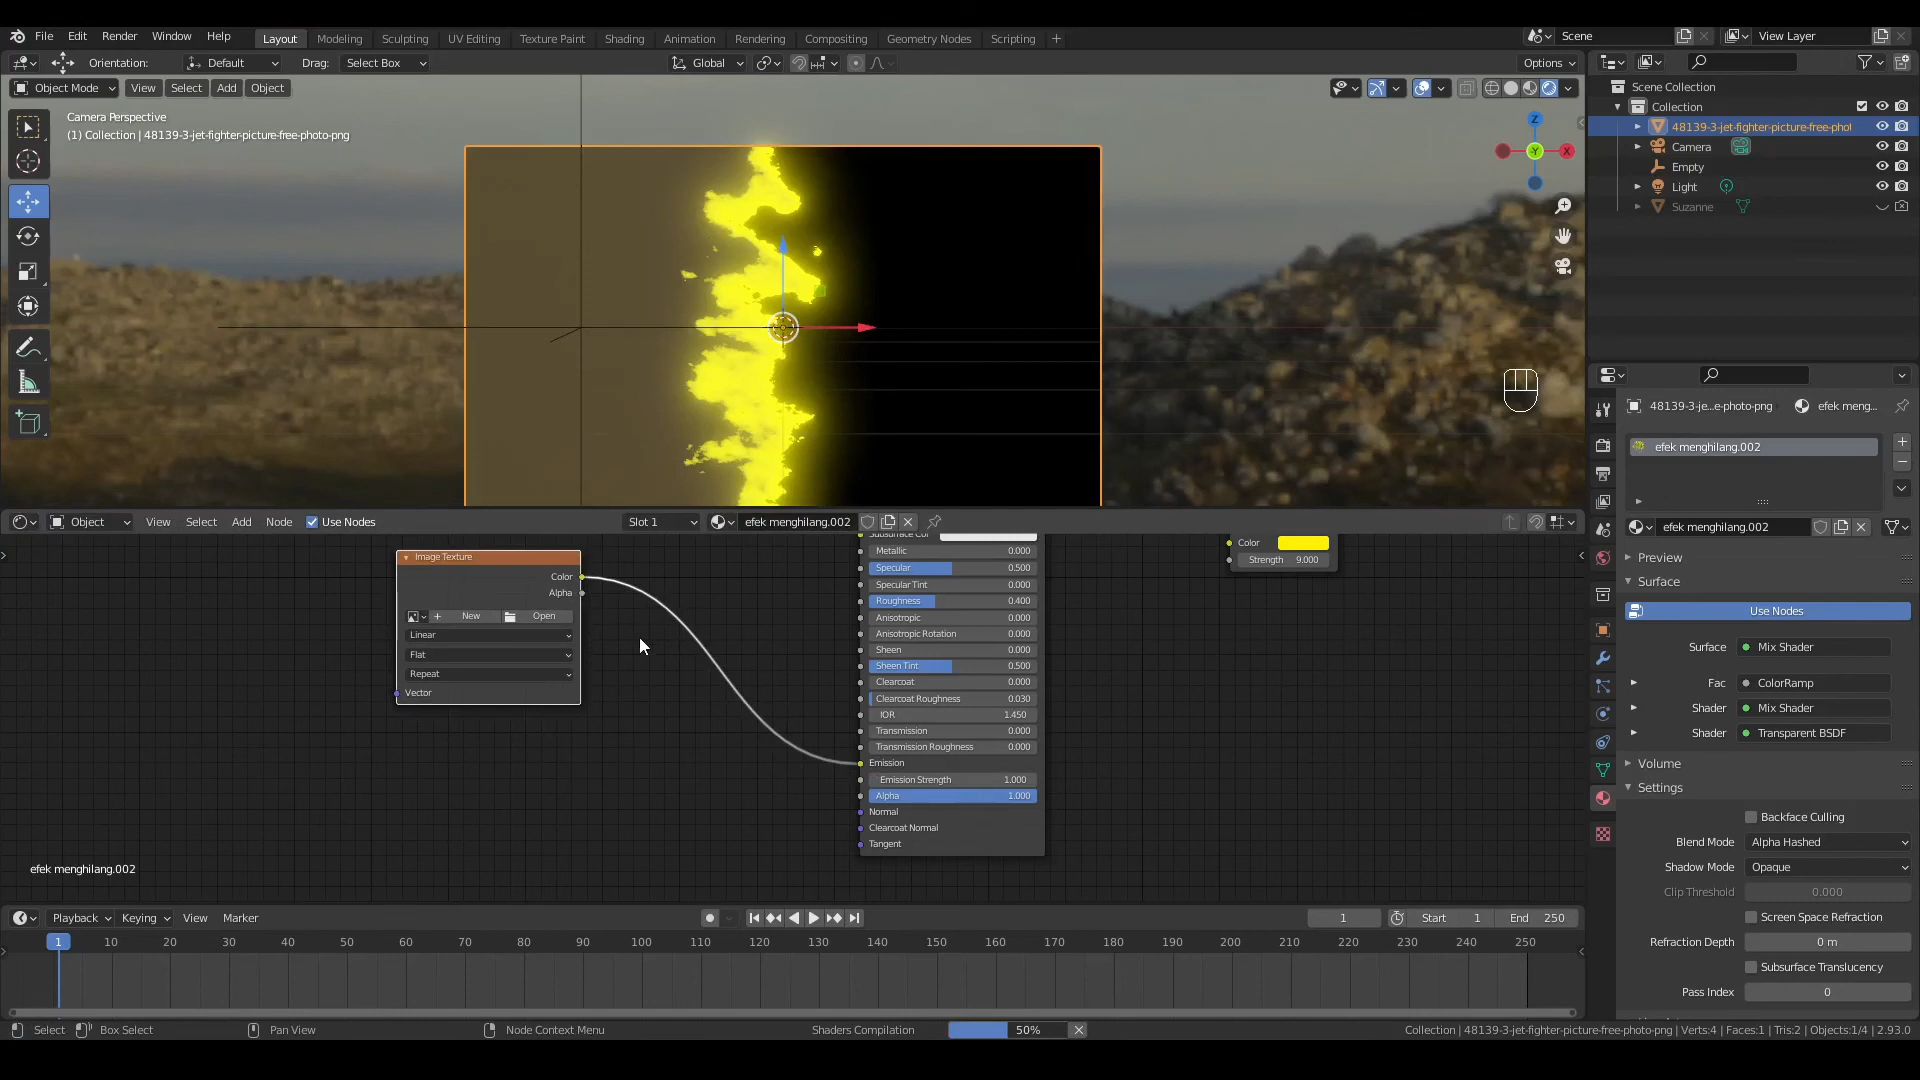 File Edit Render Window Help Layout Modeling Sculpting UV Editing Texture Paint Shading Animation Rendering Compositing Geometry Nodes Scripting + Scene View Layer
Orientation: Default Drag: Select Box Global Options
Object Mode View Select Add Object
Camera Perspective
(1) Collection | 48139-3-jet-fighter-picture-free-photo-png
Z
X
-Y
Scene Collection
Collection
48139-3-jet-fighter-picture-free-phot
Camera
Empty
Light
Suzanne
Object View Select Add Node Use Nodes Slot 1 efek menghilang.002
Image Texture
Color
Alpha
New Open
Linear
Flat
Repeat
Vector
Metallic 0.000
Specular 0.500
Specular Tint 0.000
Roughness 0.400
Anisotropic 0.000
Anisotropic Rotation 0.000
Sheen 0.000
Sheen Tint 0.500
Clearcoat 0.000
Clearcoat Roughness 0.030
IOR 1.450
Transmission 0.000
Transmission Roughness 0.000
Emission
Emission Strength 1.000
Alpha 1.000
Normal
Clearcoat Normal
Tangent
Color
Strength 9.000
efek menghilang.002
48139-3-je...e-photo-png efek meng...
efek menghilang.002
efek menghilang.002
Preview
Surface
Use Nodes
Surface Mix Shader
Fac ColorRamp
Shader Mix Shader
Shader Transparent BSDF
Volume
Settings
Backface Culling
Blend Mode Alpha Hashed
Shadow Mode Opaque
Clip Threshold 0.000
Screen Space Refraction
Refraction Depth 0 m
Subsurface Translucency
Pass Index 0
Playback Keying View Marker 1 Start 1 End 250
1 10 20 30 40 50 60 70 80 90 100 110 120 130 140 150 160 170 180 190 200 210 220 230 240 250
Select Box Select Pan View Node Context Menu Shaders Compilation 50% Collection | 48139-3-jet-fighter-picture-free-photo-png | Verts:4 | Faces:1 | Tris:2 | Objects:1/4 | 2.93.0